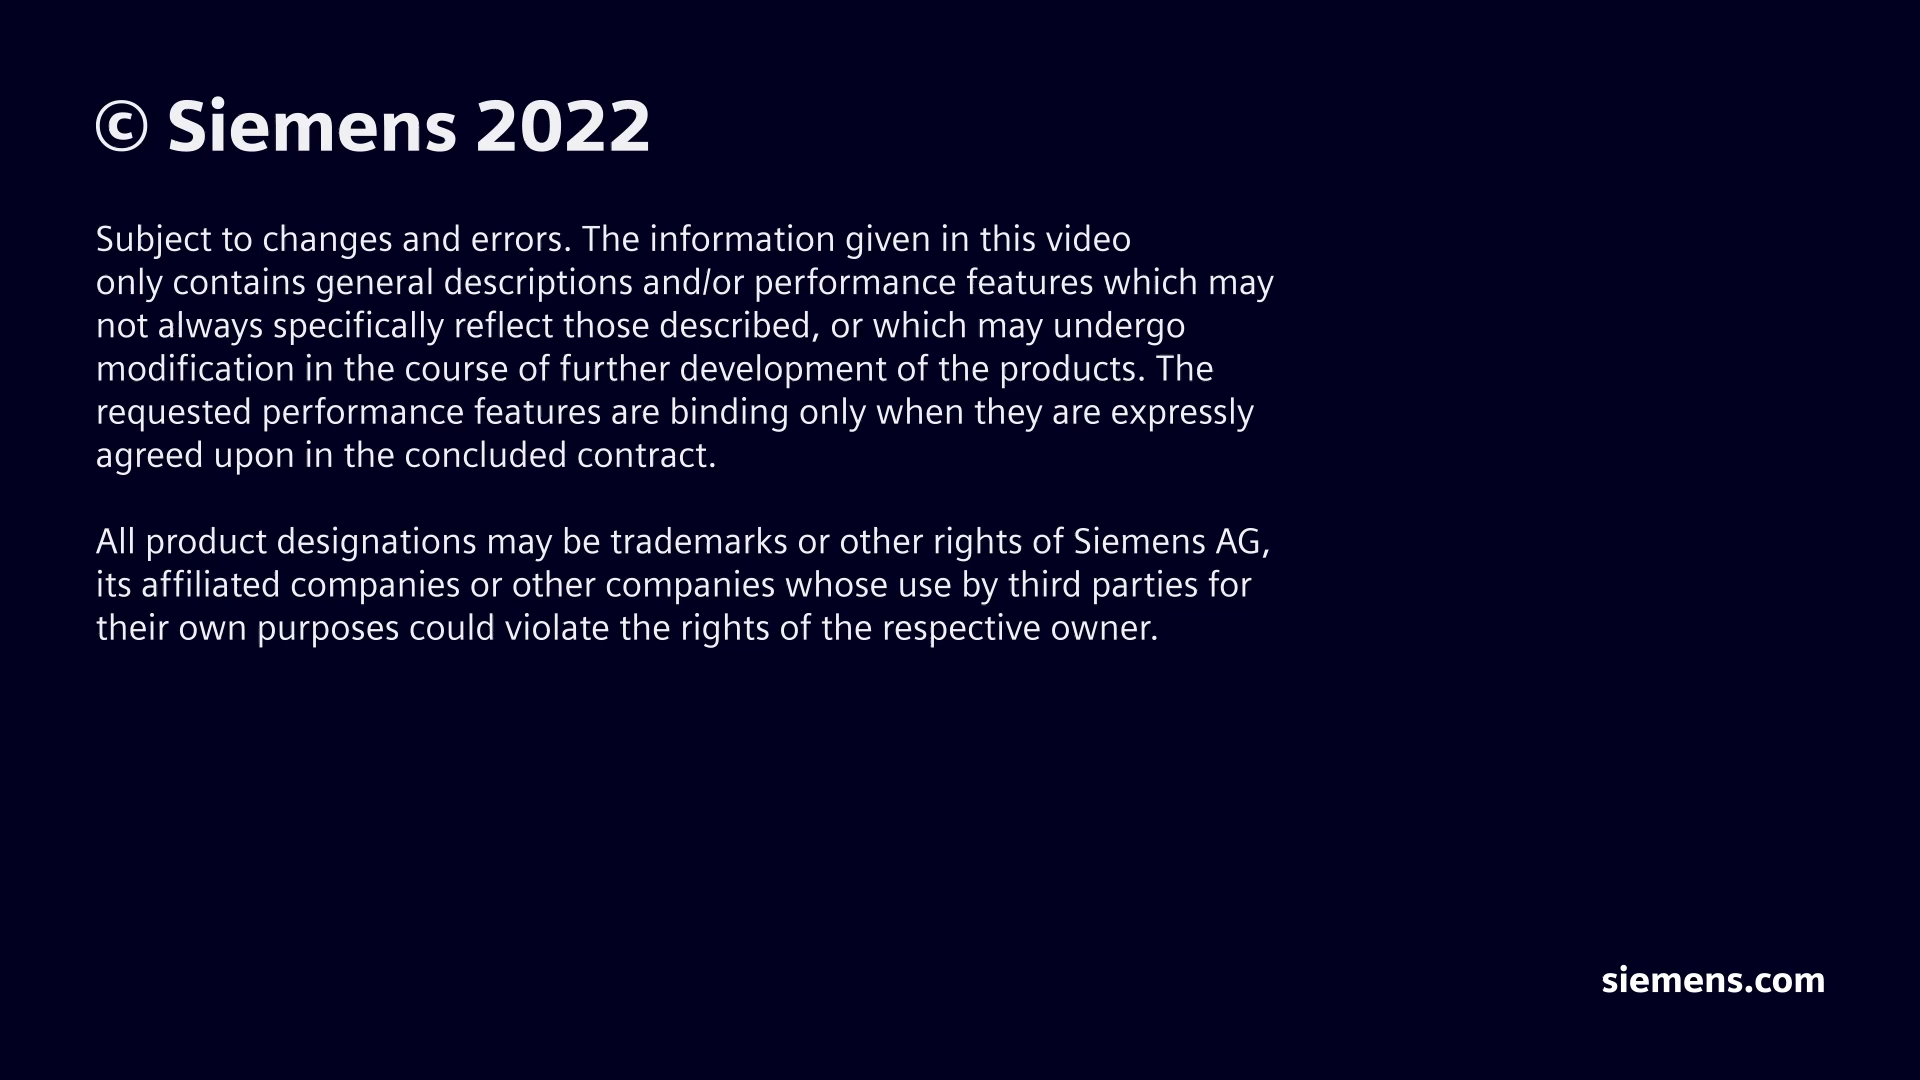 © Siemens 2022
Subject to changes and errors. The information given in this video
only contains general descriptions and/or performance features which may
not always specifically reflect those described, or which may undergo
modification in the course of further development of the products. The
requested performance features are binding only when they are expressly
agreed upon in the concluded contract.
All product designations may be trademarks or other rights of Siemens AG,
its affiliated companies or other companies whose use by third parties for
their own purposes could violate the rights of the respective owner.
siemens.com